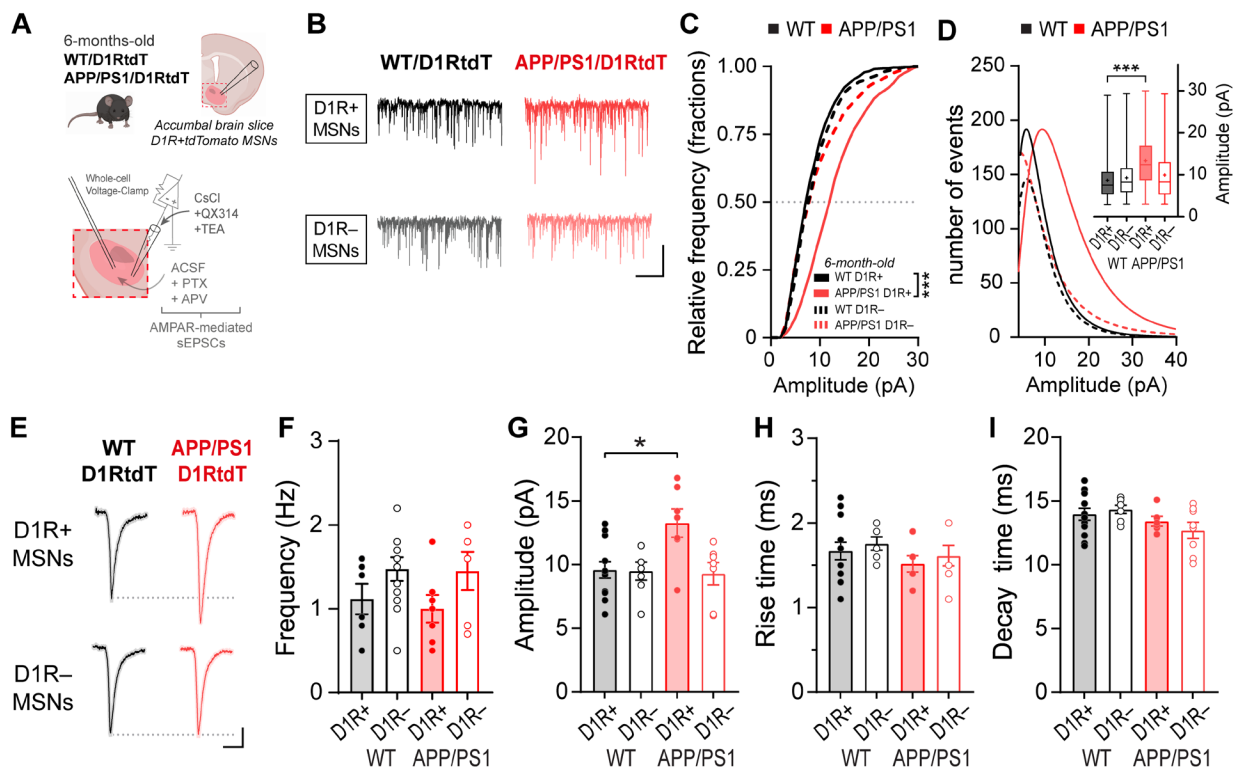 A
6-months-old
WT/D1RtdT
APP/PS1/D1RtdT
Accumbal brain slice
D1R+tdTomato MSNs
Whole-cell
Voltage-Clamp
CsCl
+QX314
+TEA
ACSF
+ PTX
+ APV
AMPAR-mediated
sEPSCs
B
WT/D1RtdT
APP/PS1/D1RtdT
D1R+
MSNs
D1R–
MSNs
C
WT APP/PS1
Relative frequency (fractions)
1.00
0.75
0.50
0.25
0
0 10 20 30
Amplitude (pA)
6-month-old
WT D1R+
APP/PS1 D1R+
WT D1R–
APP/PS1 D1R–
***
D
WT APP/PS1
number of events
250
200
150
100
50
0
10 20 30 40
Amplitude (pA)
***
30
20
10
0
Amplitude (pA)
D1R+ D1R– D1R+ D1R–
WT APP/PS1
E
WT
D1RtdT
APP/PS1
D1RtdT
D1R+
MSNs
D1R–
MSNs
F
Frequency (Hz)
3
2
1
0
D1R+ D1R– D1R+ D1R–
WT APP/PS1
G
Amplitude (pA)
20
15
10
5
0
*
D1R+ D1R– D1R+ D1R–
WT APP/PS1
H
Rise time (ms)
3
2
1
0
D1R+ D1R– D1R+ D1R–
WT APP/PS1
I
Decay time (ms)
20
15
10
5
0
D1R+ D1R– D1R+ D1R–
WT APP/PS1